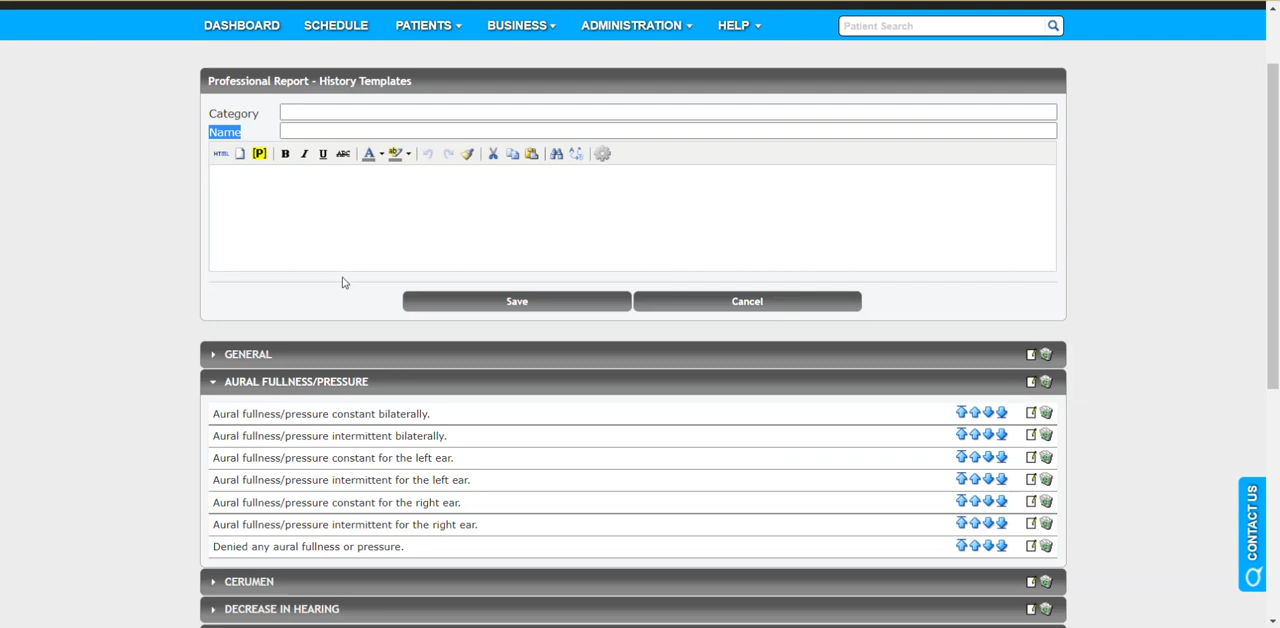 DASHBOARD SCHEDULE PATIENTS BUSINESS ADMINISTRATION HELP Patient Search
Professional Report - History Templates
Category
Name
HTML [P] B I U ABC A ab
Save Cancel
GENERAL
AURAL FULLNESS/PRESSURE
Aural fullness/pressure constant bilaterally.
Aural fullness/pressure intermittent bilaterally.
Aural fullness/pressure constant for the left ear.
Aural fullness/pressure intermittent for the left ear.
Aural fullness/pressure constant for the right ear.
Aural fullness/pressure intermittent for the right ear.
Denied any aural fullness or pressure.
CERUMEN
DECREASE IN HEARING
CONTACT US